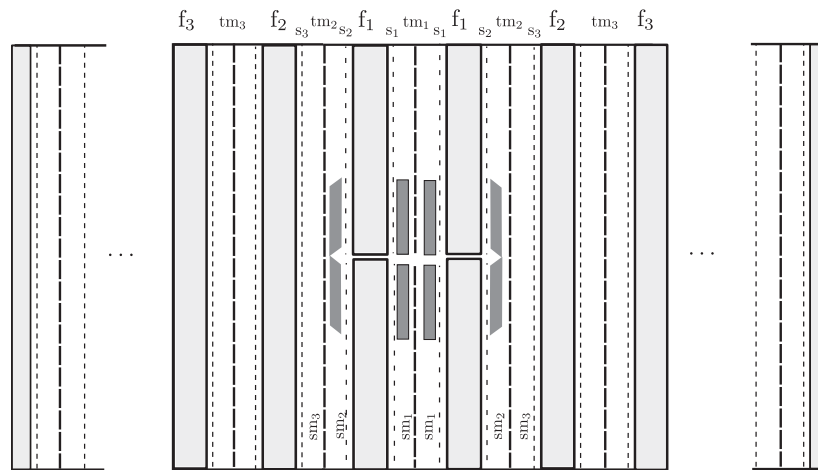 f₃ tm₃ f₂ s₃ tm₂ s₂ f₁ s₁ tm₁ s₁ f₁ s₂ tm₂ s₃ f₂ tm₃ f₃
... ...
sm₃ sm₂ sm₁ sm₁ sm₂ sm₃